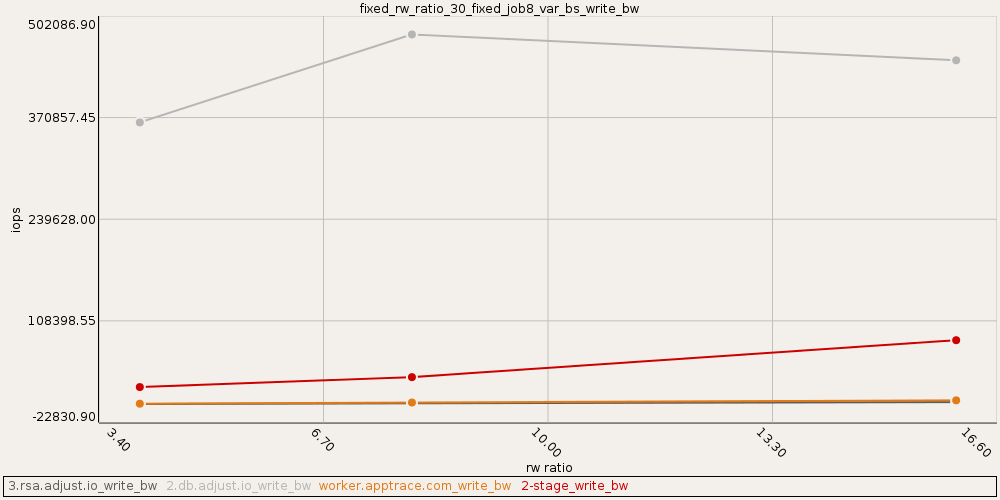 fixed_rw_ratio_30_fixed_job8_var_bs_write_bw
502086.90
370857.45
239628.00
108398.55
-22830.90
iops
3.40
6.70
10.00
13.30
16.60
rw ratio
3.rsa.adjust.io_write_bw 2.db.adjust.io_write_bw worker.apptrace.com_write_bw 2-stage_write_bw